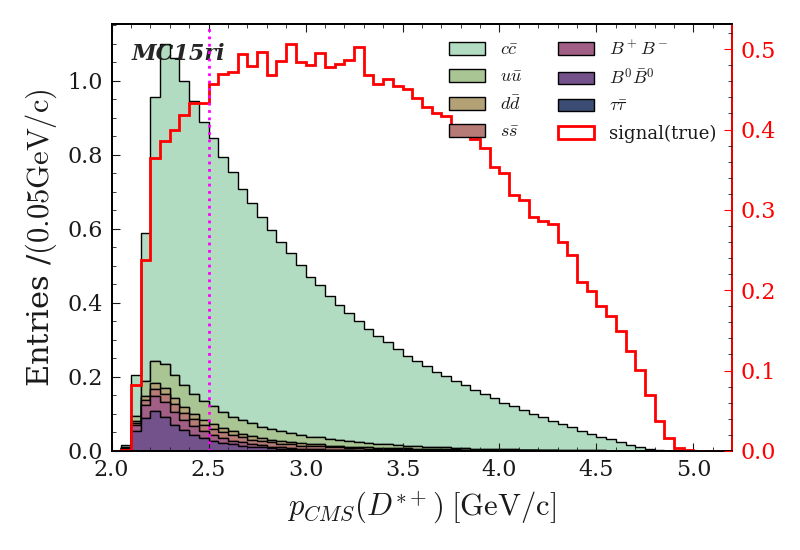 MC15ri
cc̄
uū
dd̄
ss̄
B⁺B⁻
B⁰B̄⁰
ττ̄
signal(true)
Entries /(0.05GeV/c)
0.0
0.2
0.4
0.6
0.8
1.0
0.0
0.1
0.2
0.3
0.4
0.5
2.0 2.5 3.0 3.5 4.0 4.5 5.0
p_{CMS}(D*⁺) [GeV/c]